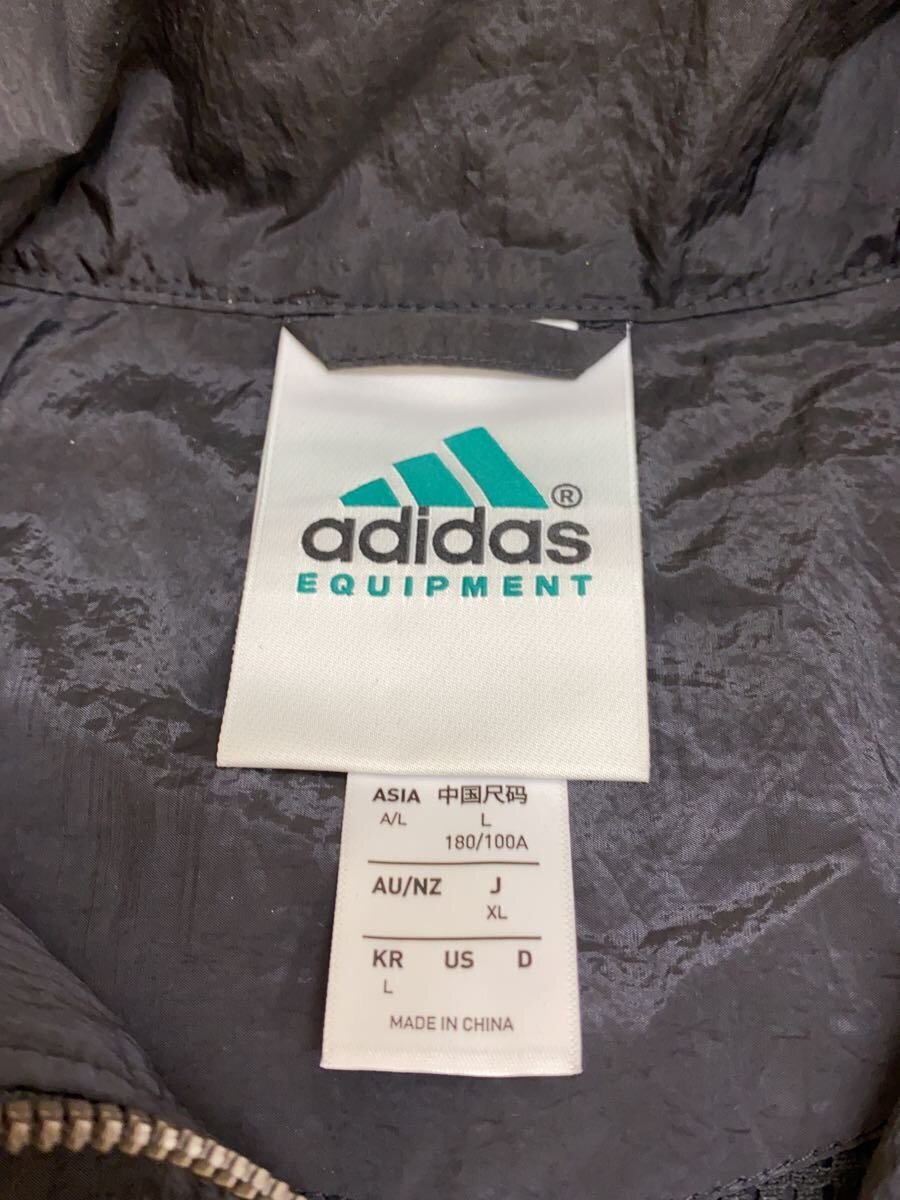 ®
adidas
EQUIPMENT
ASIA 中国尺码
A/L L
180/100A
AU/NZ J
XL
KR US D
L
MADE IN CHINA